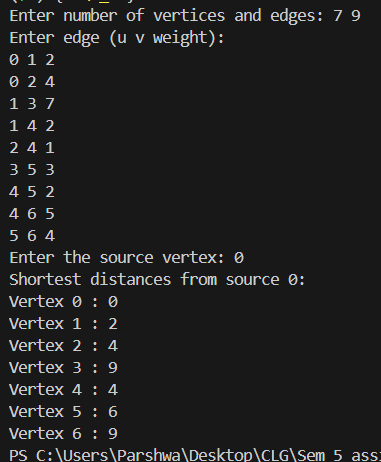 Enter number of vertices and edges: 7 9
Enter edge (u v weight):
0 1 2
0 2 4
1 3 7
1 4 2
2 4 1
3 5 3
4 5 2
4 6 5
5 6 4
Enter the source vertex: 0
Shortest distances from source 0:
Vertex 0 : 0
Vertex 1 : 2
Vertex 2 : 4
Vertex 3 : 9
Vertex 4 : 4
Vertex 5 : 6
Vertex 6 : 9
PS C:\Users\Parshwa\Desktop\CLG\Sem 5 assi